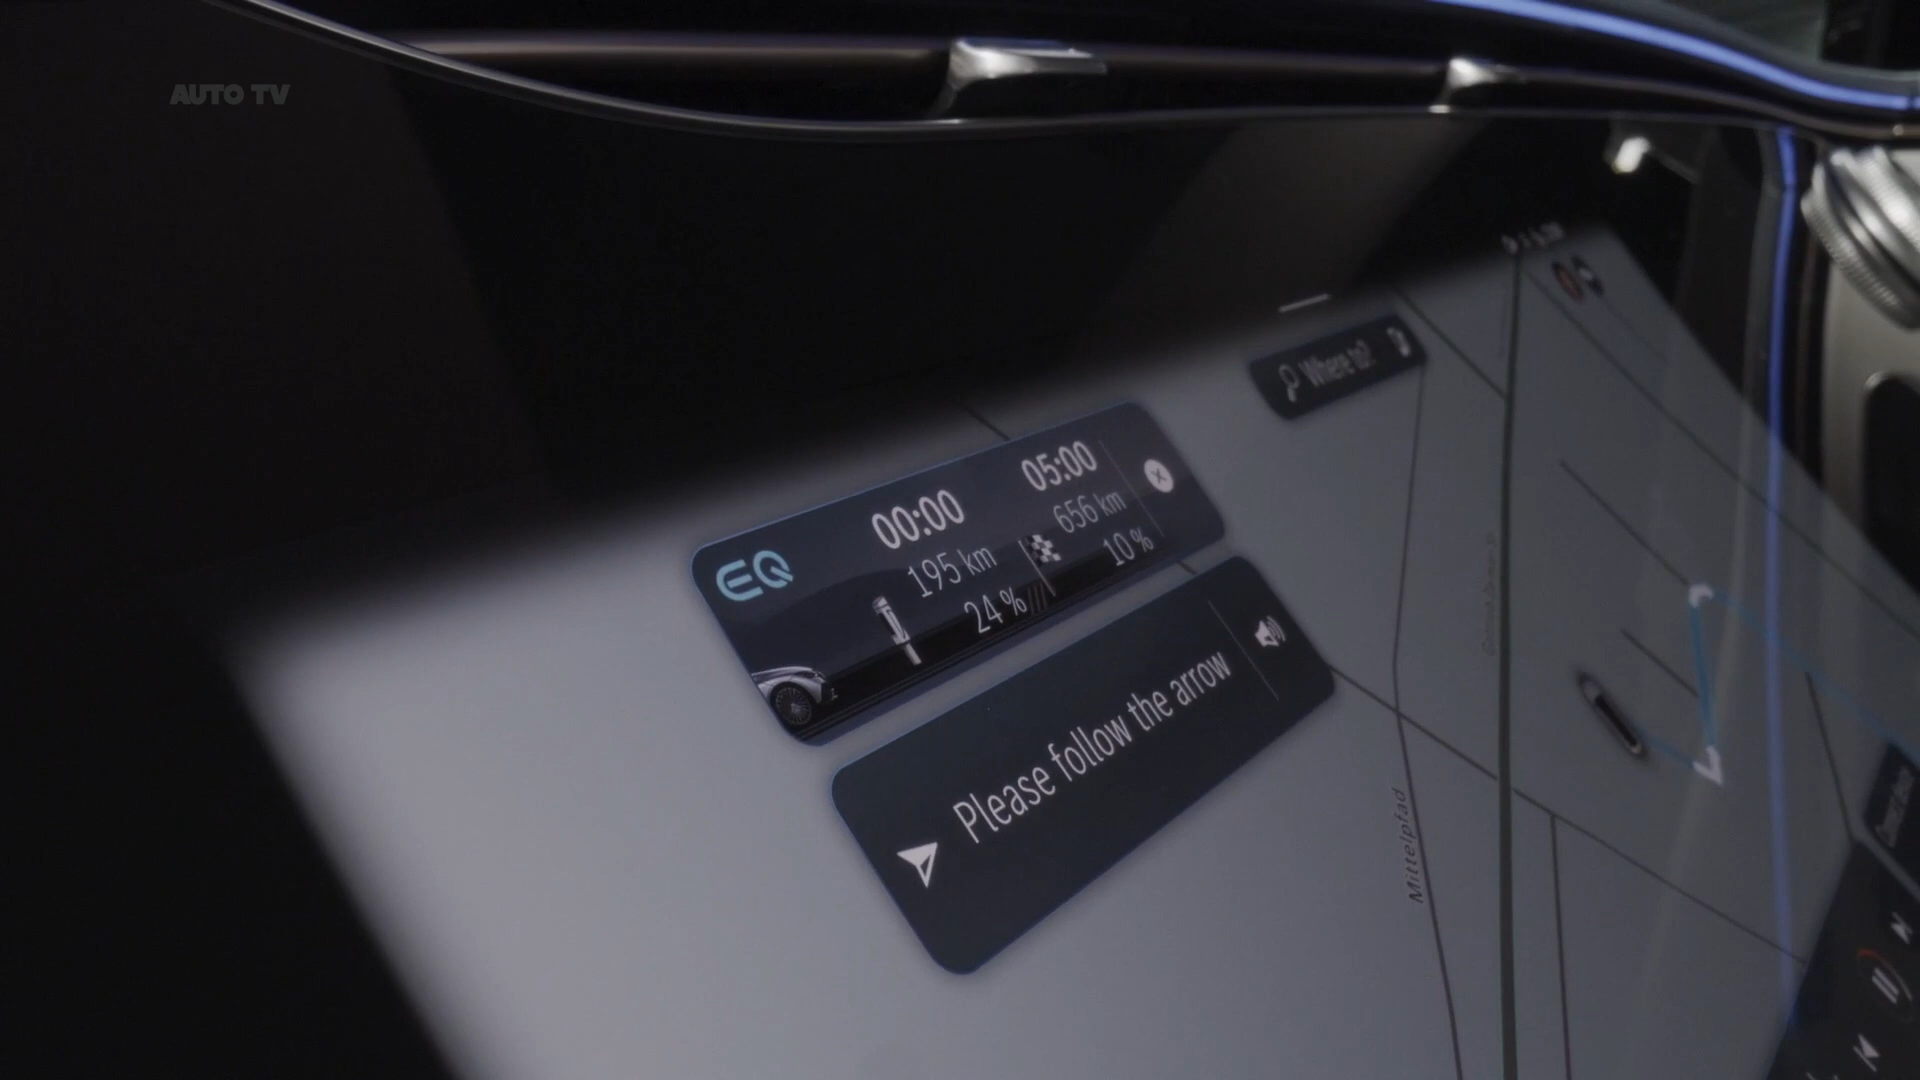 AUTO TV
Where to?
EQ
00:00
05:00
195 km
656 km
24 %
10 %
1
Please follow the arrow
Mittelpfad